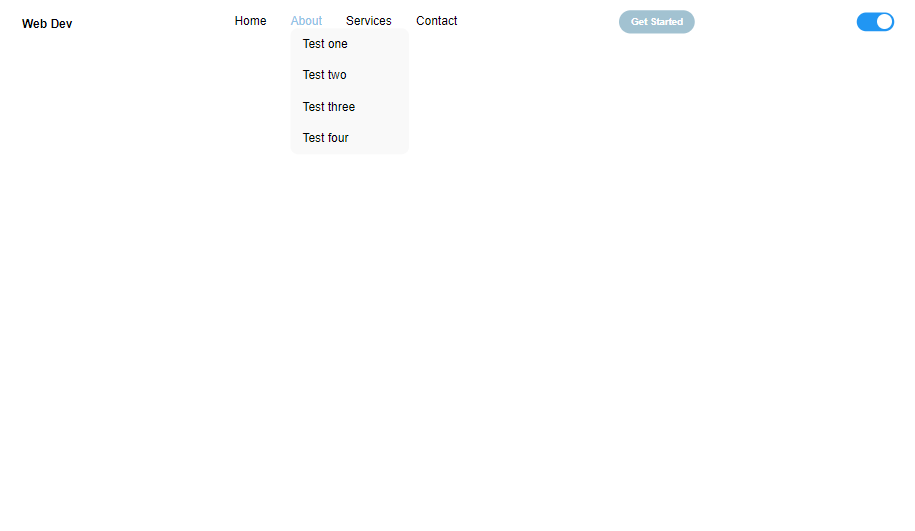 Web Dev
Home About Services Contact
Get Started
Test one
Test two
Test three
Test four